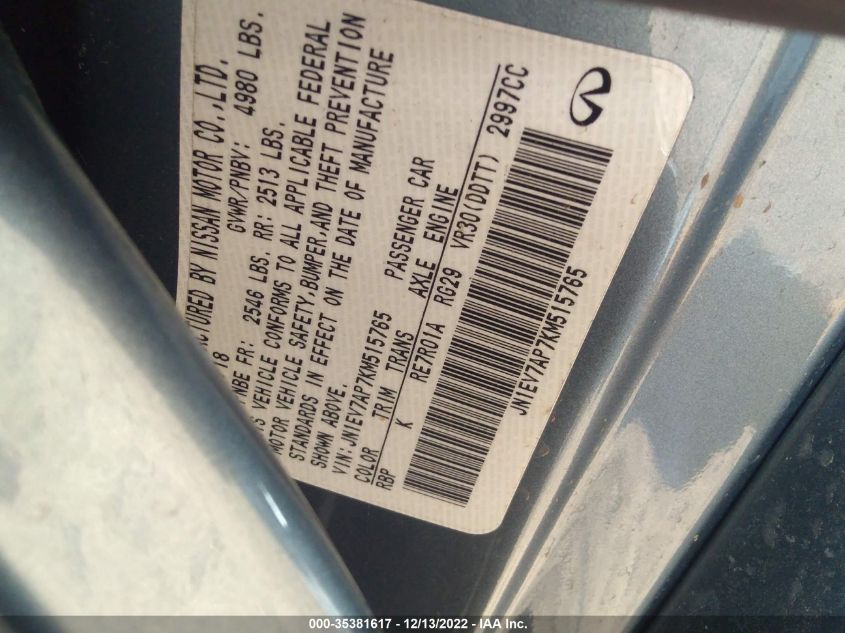 CTURED BY NISSAN MOTOR CO.,LTD.
18 GVWR/PNBV: 4980 LBS.
PNBE FR: 2546 LBS. RR: 2513 LBS.
S VEHICLE CONFORMS TO ALL APPLICABLE FEDERAL
MOTOR VEHICLE SAFETY,BUMPER,AND THEFT PREVENTION
STANDARDS IN EFFECT ON THE DATE OF MANUFACTURE
SHOWN ABOVE.
VIN:JN1EV7AP7KM515765 PASSENGER CAR
COLOR TRIM TRANS AXLE ENGINE
RBP K RE7R01A RG29 VR30(DDTT) 2997CC
JN1EV7AP7KM515765
000-35381617 - 12/13/2022 - IAA Inc.